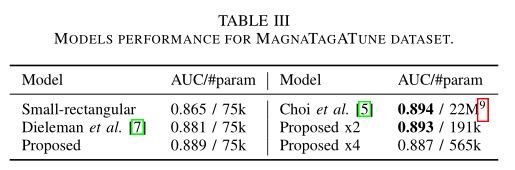 TABLE III
MODELS PERFORMANCE FOR MAGNATAGATUNE DATASET.
Model AUC/#param Model AUC/#param
Small-rectangular 0.865 / 75k Choi et al. [5] 0.894 / 22M9
Dieleman et al. [7] 0.881 / 75k Proposed x2 0.893 / 191k
Proposed 0.889 / 75k Proposed x4 0.887 / 565k